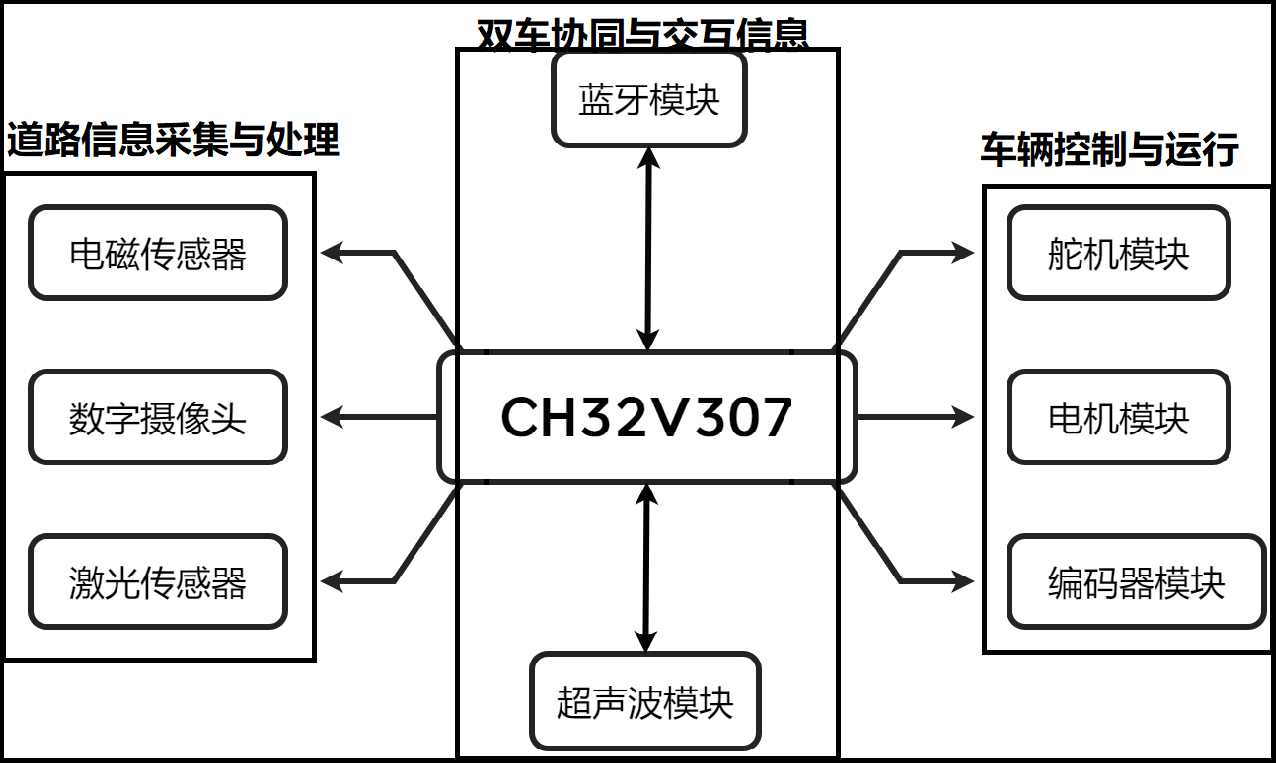 双车协同与交互信息
蓝牙模块
道路信息采集与处理
电磁传感器
数字摄像头
激光传感器
CH32V307
超声波模块
车辆控制与运行
舵机模块
电机模块
编码器模块